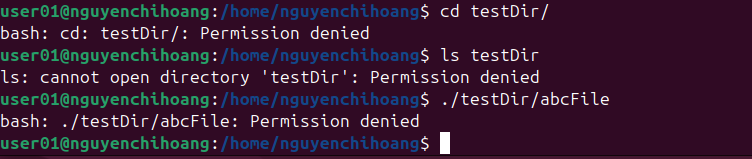 user01@nguyenchihoang:/home/nguyenchihoang$ cd testDir/
bash: cd: testDir/: Permission denied
user01@nguyenchihoang:/home/nguyenchihoang$ ls testDir
ls: cannot open directory 'testDir': Permission denied
user01@nguyenchihoang:/home/nguyenchihoang$ ./testDir/abcFile
bash: ./testDir/abcFile: Permission denied
user01@nguyenchihoang:/home/nguyenchihoang$